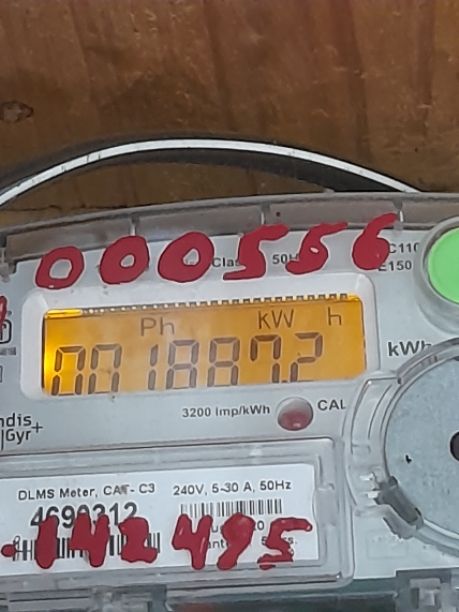 000556
50H
C110
E150
Ph kW h
001887.2
kWh
3200 Imp/kWh CAL
ndis
Gyr+
DLMS Meter, CAT- C3 240V, 5-30 A, 50Hz
4690312
142495